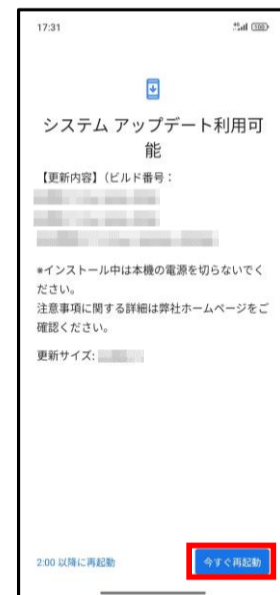 17:31
システム アップデート利用可
能
【更新内容】（ビルド番号：
*インストール中は本機の電源を切らないでく
ださい。
注意事項に関する詳細は弊社ホームページをご
確認ください。
更新サイズ:
2:00 以降に再起動
今すぐ再起動